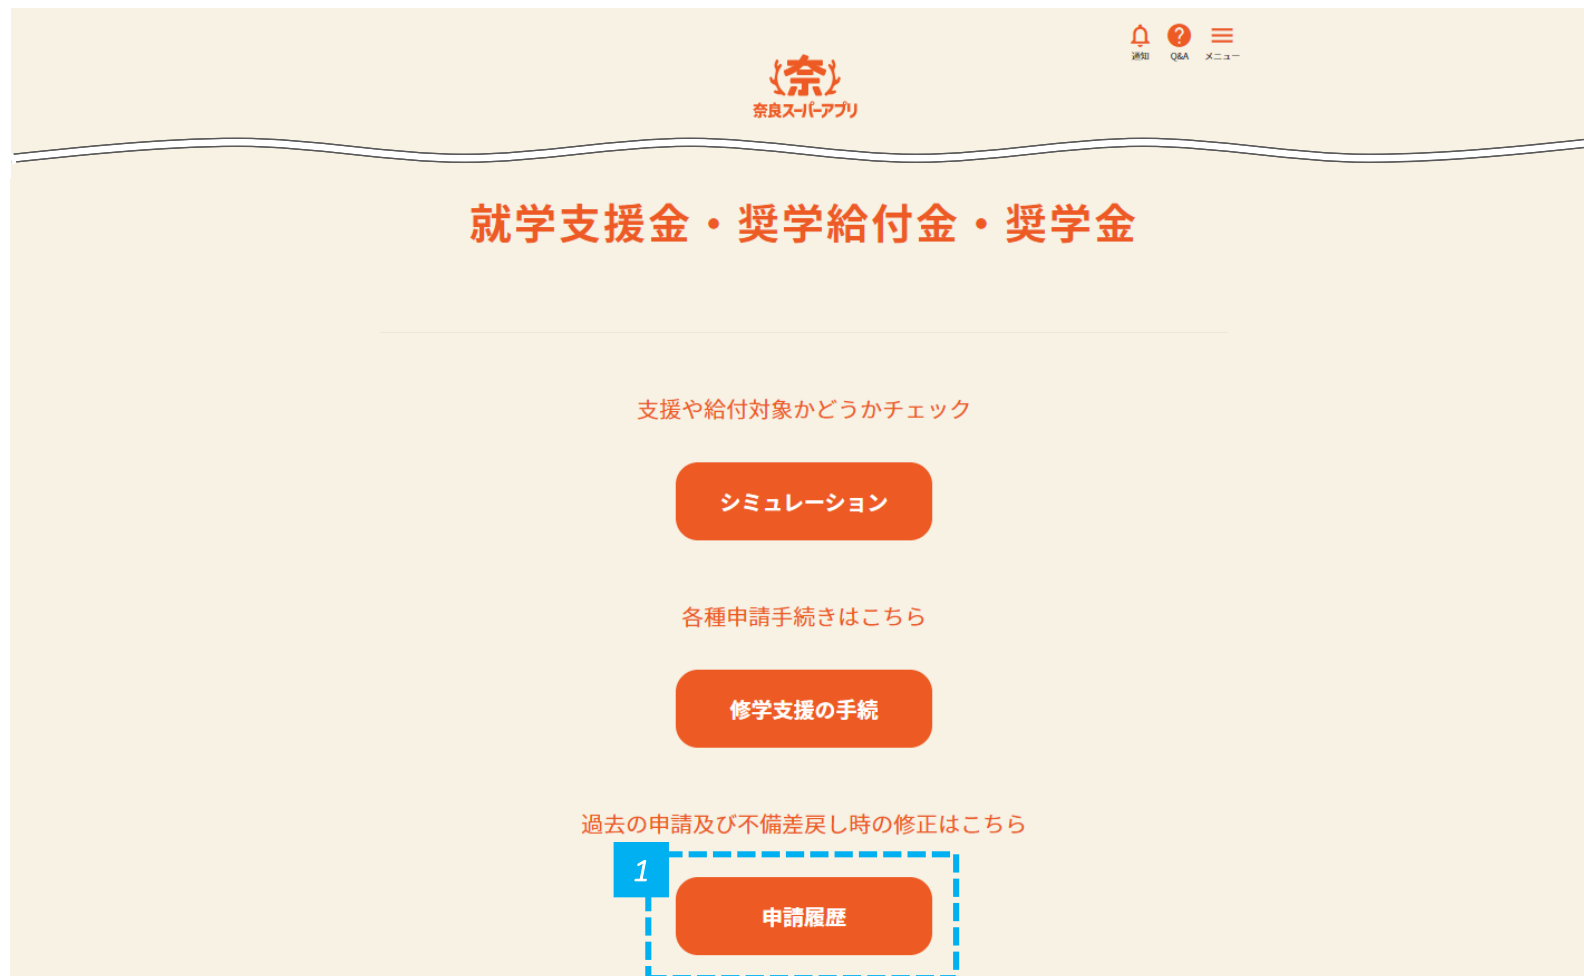 通知 Q&A メニュー
奈
奈良スーパーアプリ
就学支援金・奨学給付金・奨学金
支援や給付対象かどうかチェック
シミュレーション
各種申請手続きはこちら
修学支援の手続
過去の申請及び不備差戻し時の修正はこちら
1
申請履歴